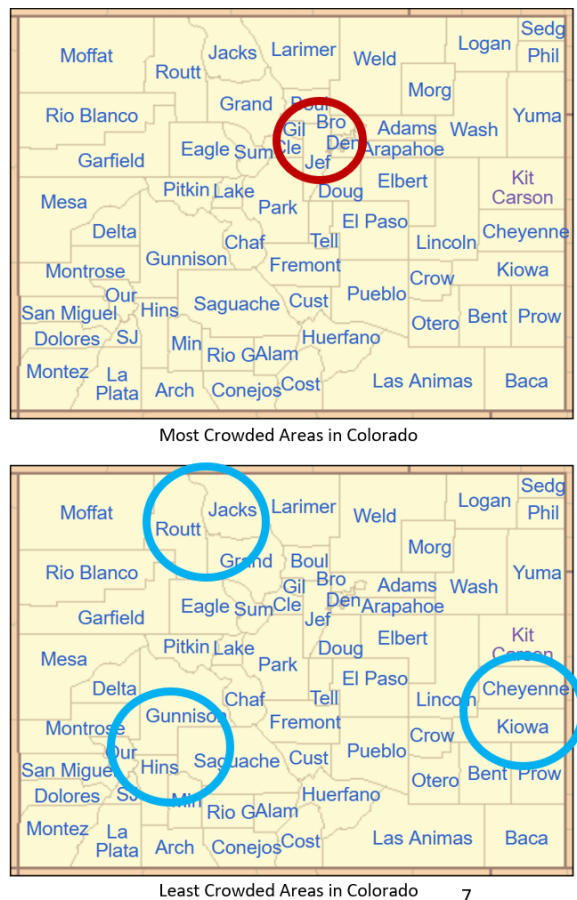 Sedg
Moffat Jacks Larimer Weld Logan Phil
Routt
Morg
Rio Blanco Grand Boul Yuma
Gil Bro Adams Wash
Eagle Sum Cle Den Arapahoe
Garfield Jef
Pitkin Lake Doug Elbert Kit
Mesa Park Carson
Delta El Paso Cheyenne
Gunnison Chaf Tell Lincoln
Montrose Fremont Crow Kiowa
Our
San Miguel Hins Saguache Cust Pueblo Otero Bent Prow
Dolores SJ Min Huerfano
Rio G Alam
Montez La Las Animas Baca
Plata Arch Conejos Cost
Most Crowded Areas in Colorado
Sedg
Moffat Jacks Larimer Weld Logan Phil
Routt
Morg
Rio Blanco Grand Boul Yuma
Gil Bro Adams Wash
Eagle Sum Cle Den Arapahoe
Garfield Jef
Pitkin Lake Doug Elbert Kit
Mesa Park Carson
Delta El Paso Cheyenne
Gunnison Chaf Tell Lincoln
Montrose Fremont Crow Kiowa
Our
San Miguel Hins Saguache Cust Pueblo Otero Bent Prow
Dolores SJ Min Huerfano
Rio G Alam
Montez La Las Animas Baca
Plata Arch Conejos Cost
Least Crowded Areas in Colorado 7